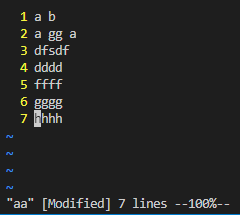 1 a b
2 a gg a
3 dfsdf
4 dddd
5 ffff
6 gggg
7 hhhh
~
~
~
~
"aa" [Modified] 7 lines --100%--